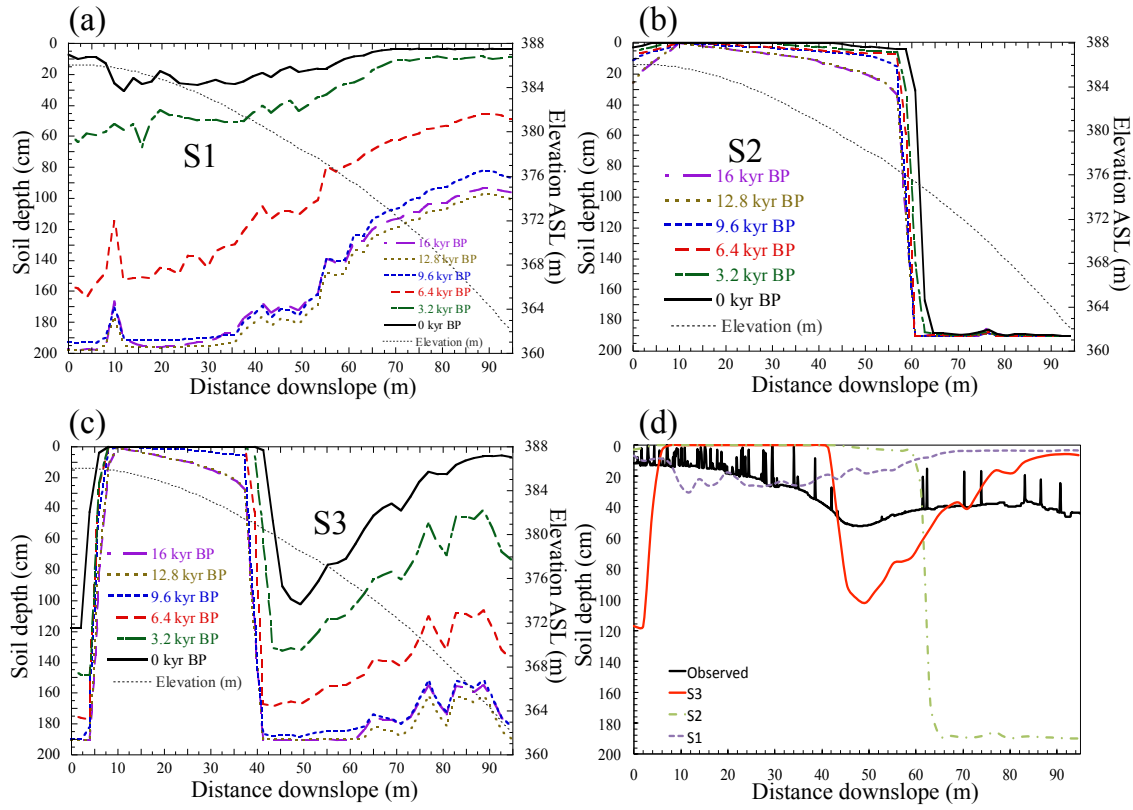 (a)
0
20
40
60
80
100
120
140
160
180
200
Soil depth (cm)
S1
388
384
380
376
372
368
364
360
Elevation ASL (m)
16 kyr BP
12.8 kyr BP
9.6 kyr BP
6.4 kyr BP
3.2 kyr BP
0 kyr BP
Elevation (m)
0 10 20 30 40 50 60 70 80 90
Distance downslope (m)
(b)
0
20
40
60
80
100
120
140
160
180
200
Soil depth (cm)
S2
16 kyr BP
12.8 kyr BP
9.6 kyr BP
6.4 kyr BP
3.2 kyr BP
0 kyr BP
Elevation (m)
388
384
380
376
372
368
364
360
Elevation ASL (m)
0 10 20 30 40 50 60 70 80 90
Distance downslope (m)
(c)
0
20
40
60
80
100
120
140
160
180
200
Soil depth (cm)
S3
16 kyr BP
12.8 kyr BP
9.6 kyr BP
6.4 kyr BP
3.2 kyr BP
0 kyr BP
Elevation (m)
388
384
380
376
372
368
364
360
Elevation ASL (m)
0 10 20 30 40 50 60 70 80 90
Distance downslope (m)
(d)
0
20
40
60
80
100
120
140
160
180
200
Soil depth (cm)
Observed
S3
S2
S1
0 10 20 30 40 50 60 70 80 90
Distance downslope (m)